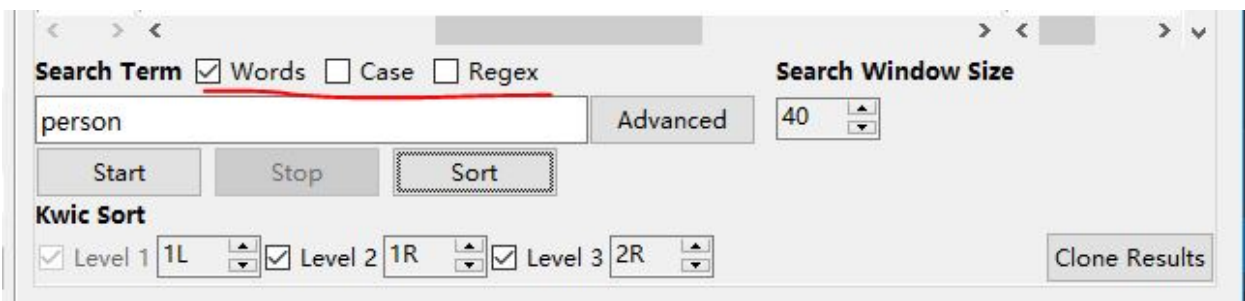 Search Term Words Case Regex Search Window Size
person Advanced 40
Start Stop Sort
Kwic Sort
Level 1 1L Level 2 1R Level 3 2R Clone Results